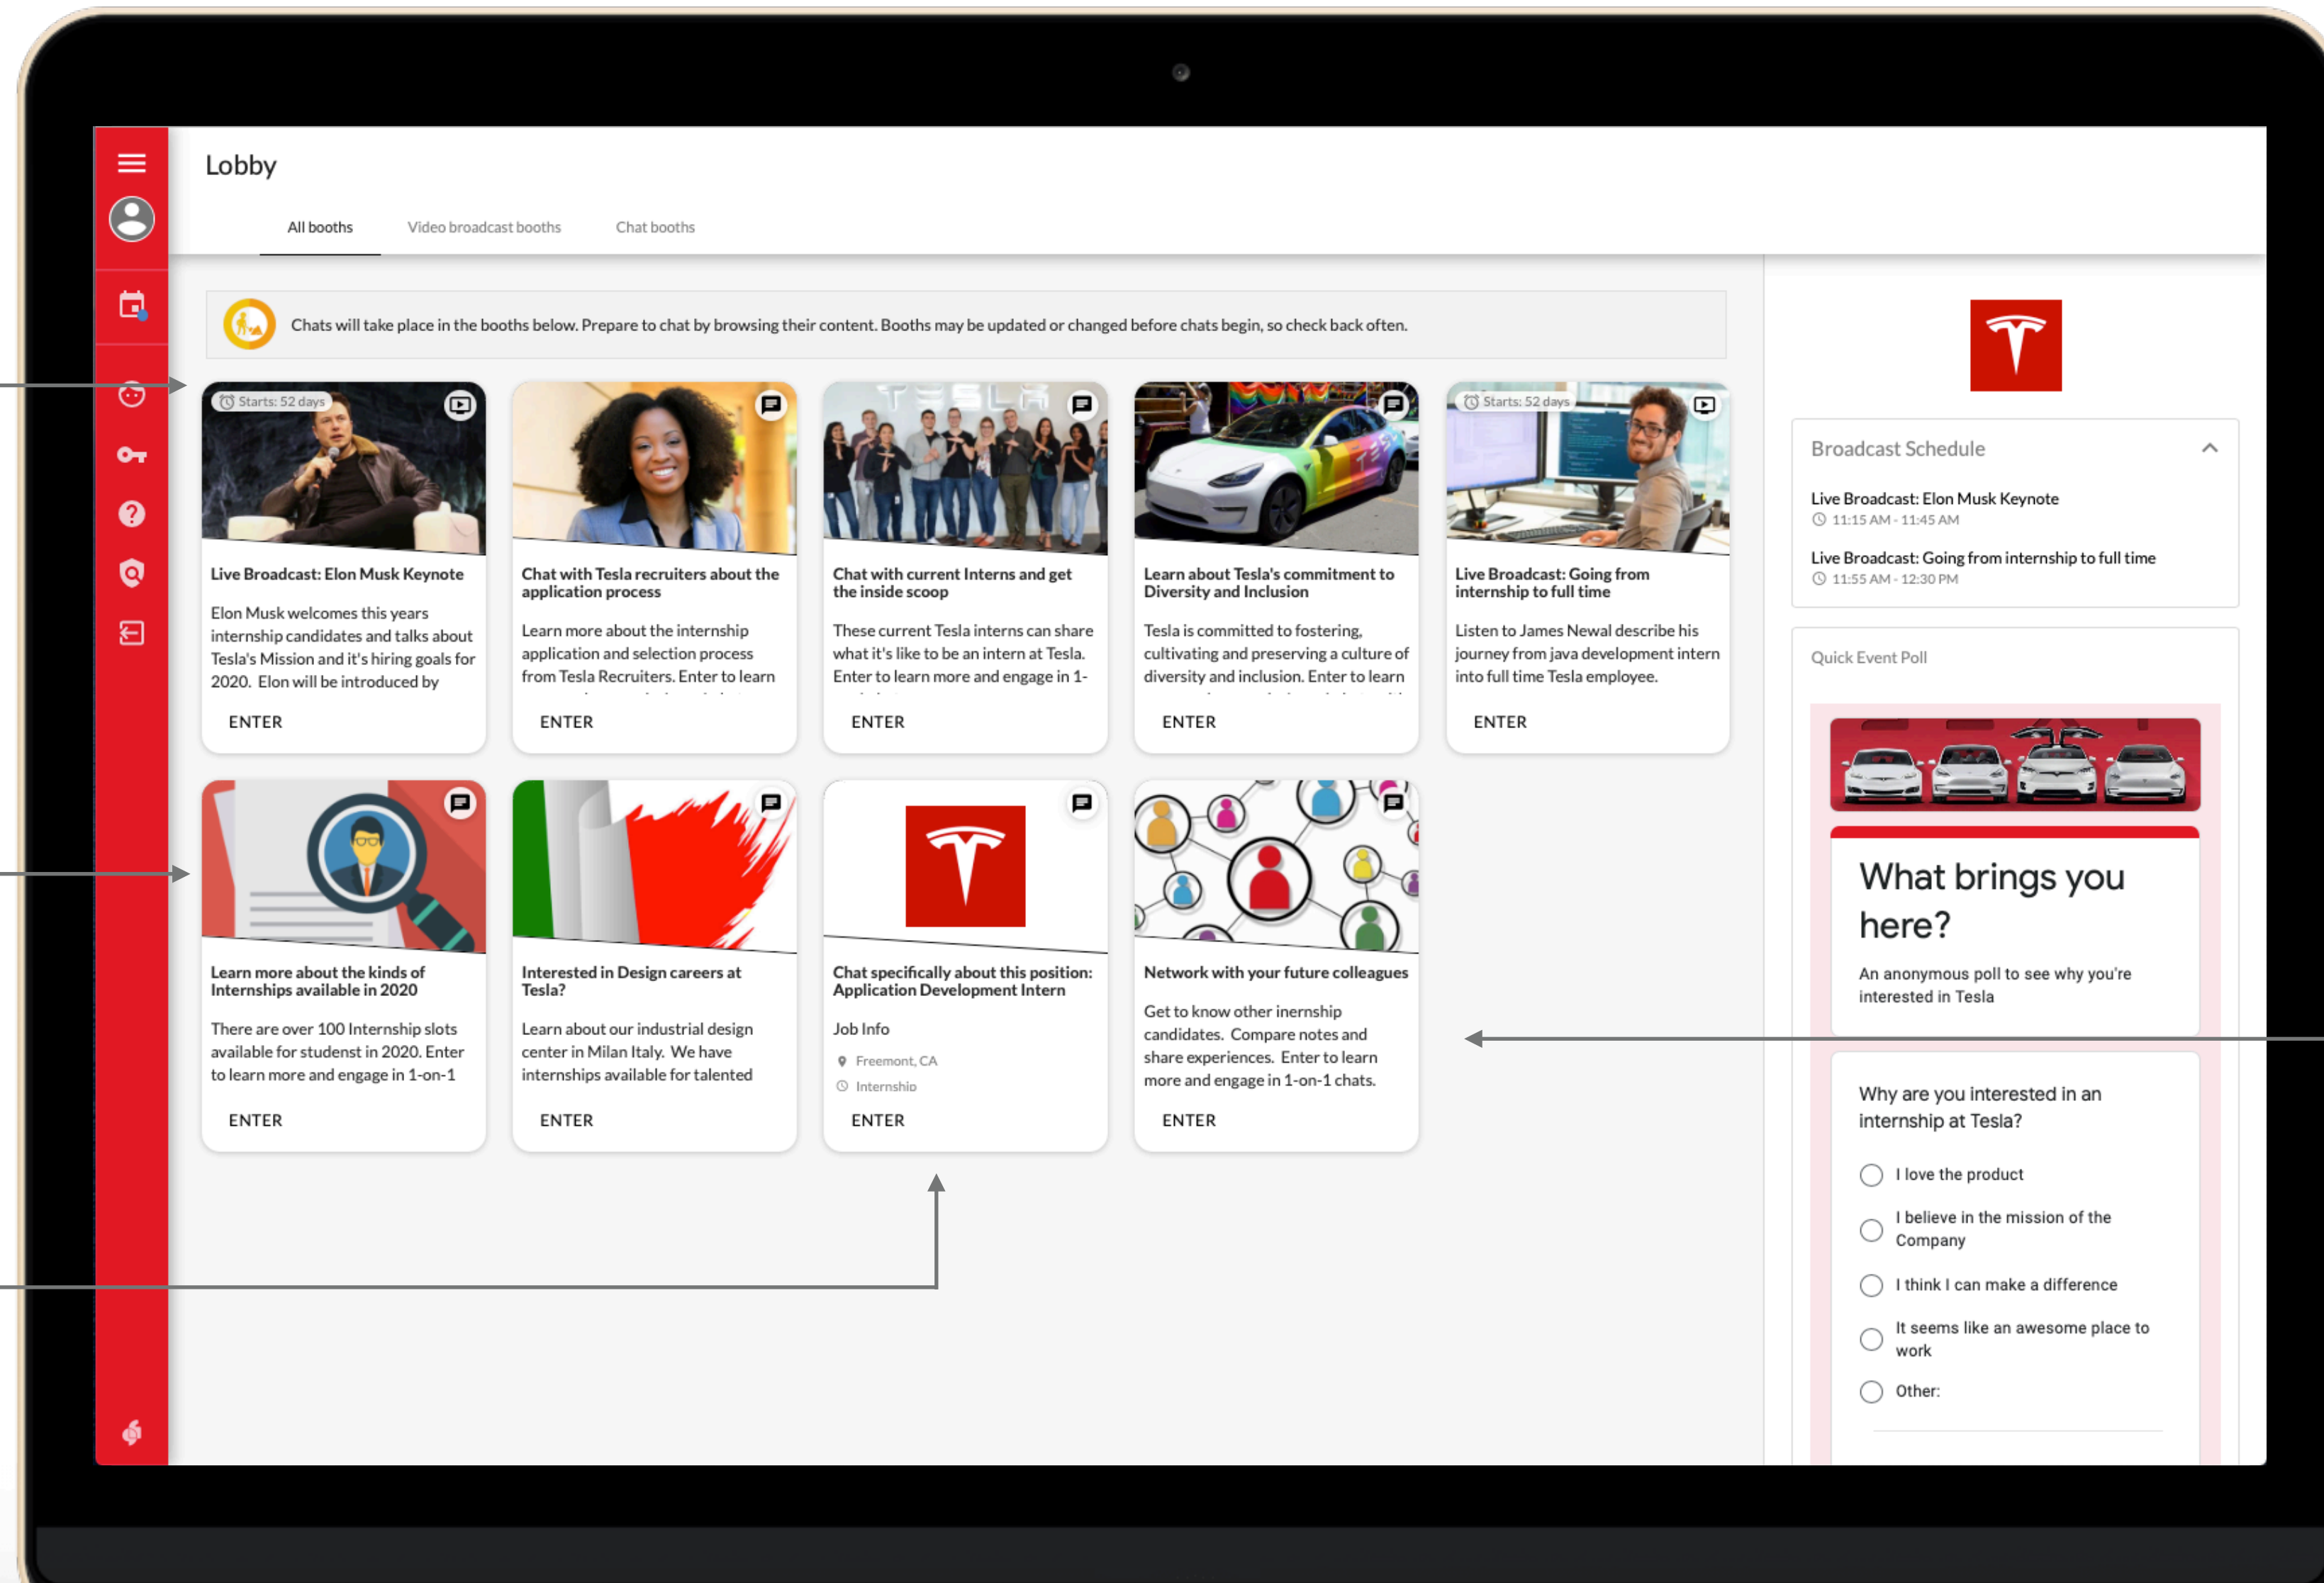 Lobby
All booths
Video broadcast booths
Chat booths
Chats will take place in the booths below. Prepare to chat by browsing their content. Booths may be updated or changed before chats begin, so check back often.
Starts: 52 days
Live Broadcast: Elon Musk Keynote
Elon Musk welcomes this years
internship candidates and talks about
Tesla's Mission and it's hiring goals for
2020. Elon will be introduced by
ENTER
Chat with Tesla recruiters about the
application process
Learn more about the internship
application and selection process
from Tesla Recruiters. Enter to learn
ENTER
TESLA
Chat with current Interns and get
the inside scoop
These current Tesla interns can share
what it's like to be an intern at Tesla.
Enter to learn more and engage in 1-
ENTER
Learn about Tesla's commitment to
Diversity and Inclusion
Tesla is committed to fostering,
cultivating and preserving a culture of
diversity and inclusion. Enter to learn
ENTER
Starts: 52 days
Live Broadcast: Going from
internship to full time
Listen to James Newal describe his
journey from java development intern
into full time Tesla employee.
ENTER
Learn more about the kinds of
Internships available in 2020
There are over 100 Internship slots
available for studenst in 2020. Enter
to learn more and engage in 1-on-1
ENTER
Interested in Design careers at
Tesla?
Learn about our industrial design
center in Milan Italy. We have
internships available for talented
ENTER
Chat specifically about this position:
Application Development Intern
Job Info
Freemont, CA
Internship
ENTER
Network with your future colleagues
Get to know other inernship
candidates. Compare notes and
share experiences. Enter to learn
more and engage in 1-on-1 chats.
ENTER
Broadcast Schedule
Live Broadcast: Elon Musk Keynote
11:15 AM - 11:45 AM
Live Broadcast: Going from internship to full time
11:55 AM - 12:30 PM
Quick Event Poll
What brings you
here?
An anonymous poll to see why you're
interested in Tesla
Why are you interested in an
internship at Tesla?
I love the product
I believe in the mission of the
Company
I think I can make a difference
It seems like an awesome place to
work
Other: